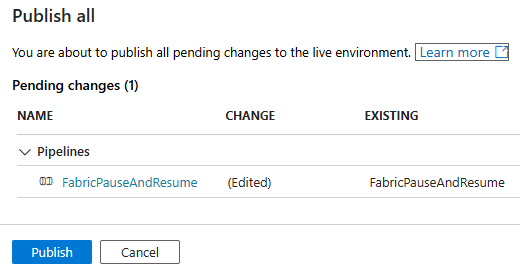 Publish all
You are about to publish all pending changes to the live environment. Learn more
Pending changes (1)
NAME CHANGE EXISTING
Pipelines
FabricPauseAndResume (Edited) FabricPauseAndResume
Publish Cancel